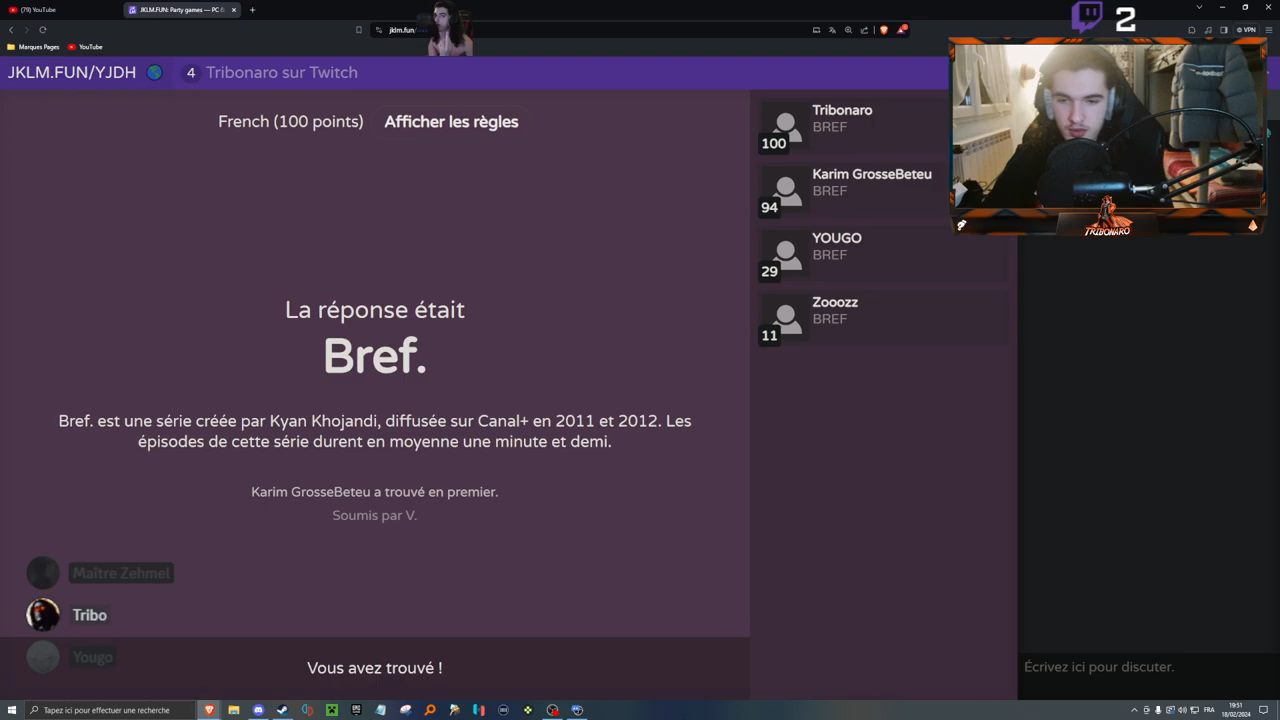 (79) YouTube
JKLM.FUN: Party games — PC &
2
jklm.fun/
VPN
Marques Pages
YouTube
JKLM.FUN/YJDH
4
Tribonaro sur Twitch
French (100 points)
Afficher les règles
Tribonaro
BREF
100
Karim GrosseBeteu
BREF
94
YOUGO
BREF
29
Zooozz
BREF
11
TRIBONARO
La réponse était
Bref.
Bref. est une série créée par Kyan Khojandi, diffusée sur Canal+ en 2011 et 2012. Les
épisodes de cette série durent en moyenne une minute et demi.
Karim GrosseBeteu a trouvé en premier.
Soumis par V.
Maître Zehmel
Tribo
Yougo
Vous avez trouvé !
Écrivez ici pour discuter.
Tapez ici pour effectuer une recherche
FRA
19:51
18/02/2024